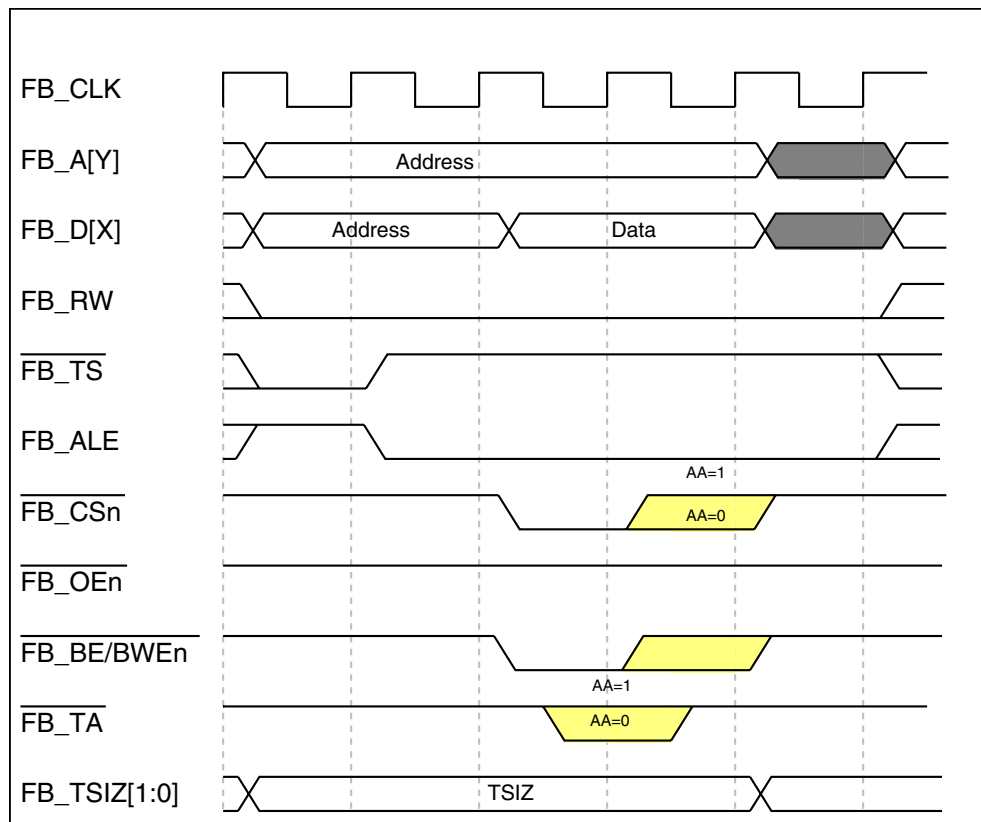 FB_CLK
FB_A[Y]
Address
FB_D[X]
Address
Data
FB_RW
FB_TS
FB_ALE
AA=1
FB_CSn
AA=0
FB_OEn
FB_BE/BWEn
AA=1
FB_TA
AA=0
FB_TSIZ[1:0]
TSIZ